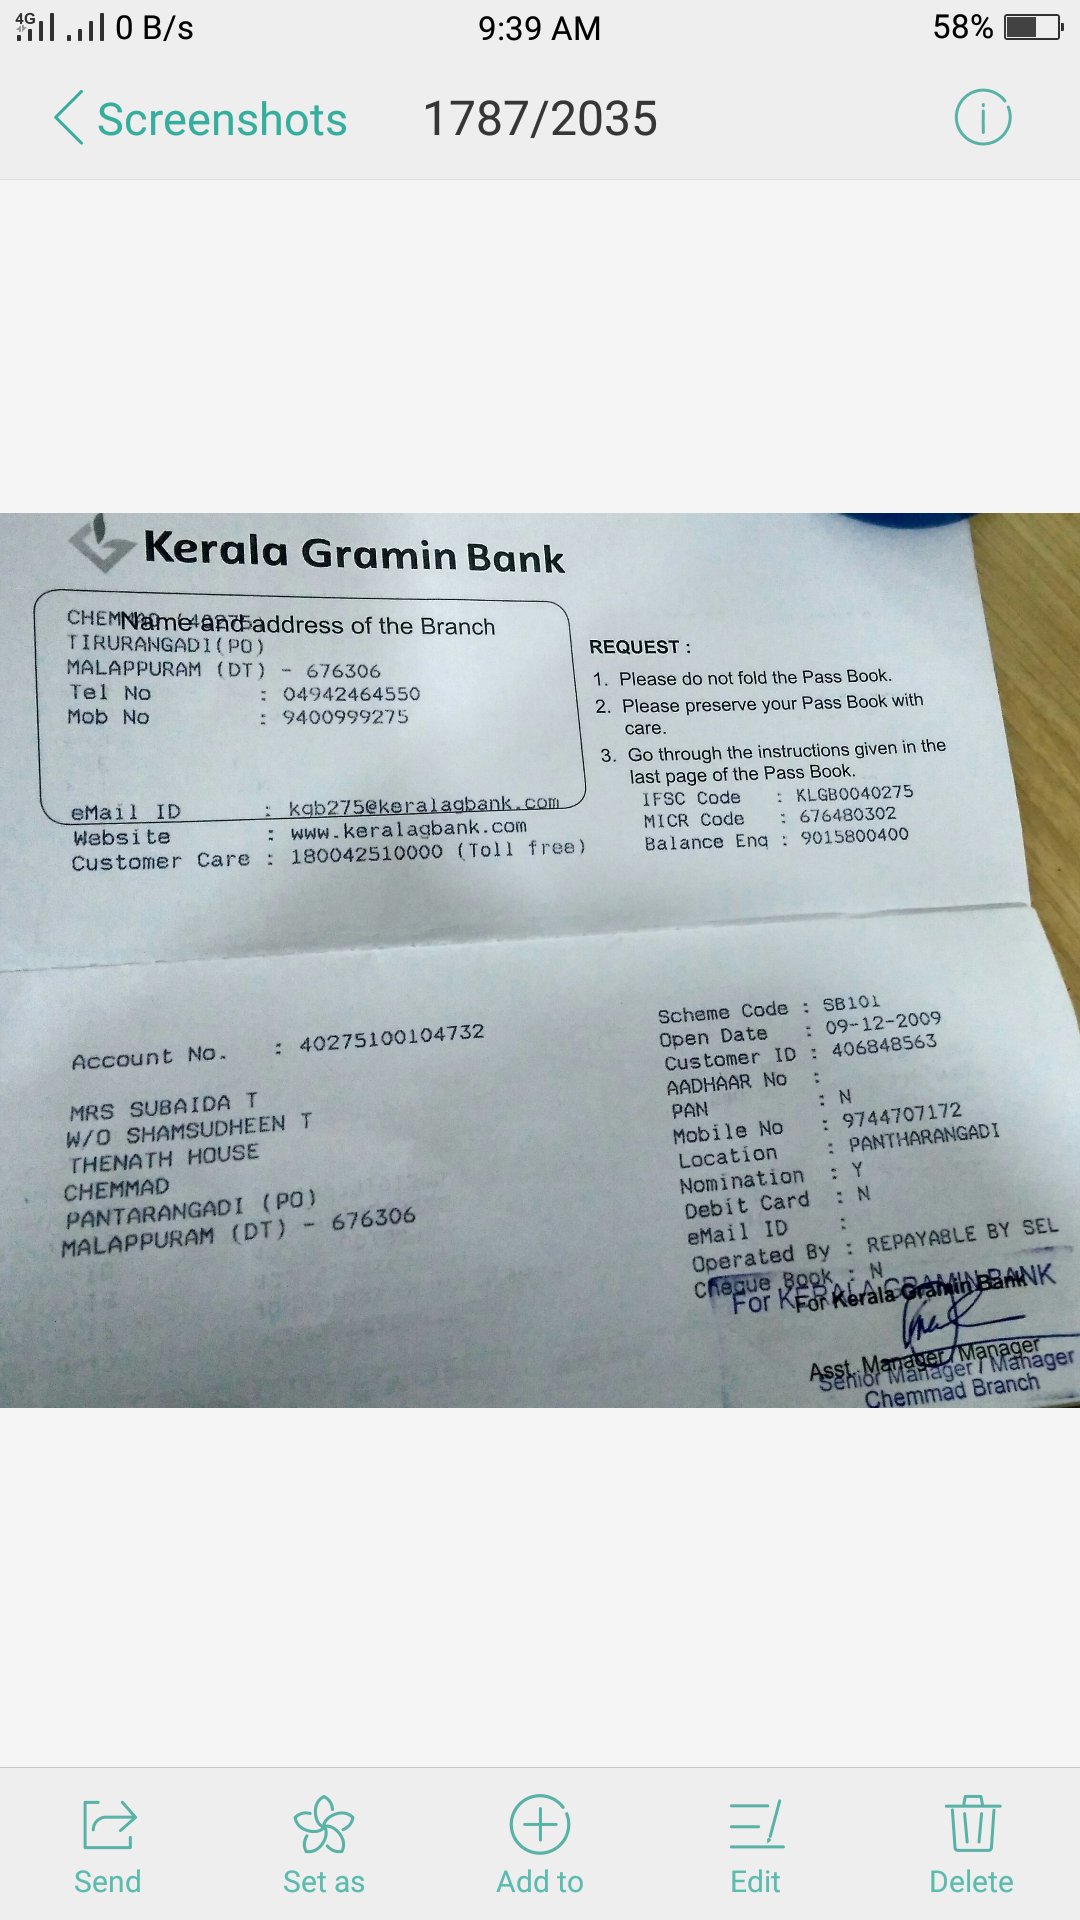 4G 0 B/s 9:39 AM 58%
Screenshots 1787/2035
Kerala Gramin Bank
CHEMMAD (40275)
Name and address of the Branch
TIRURANGADI(PO)
MALAPPURAM (DT) - 676306
Tel No : 04942464550
Mob No : 9400999275
eMail ID : kgb275@keralagbank.com
Website : www.keralagbank.com
Customer Care : 180042510000 (Toll free)
REQUEST :
1. Please do not fold the Pass Book.
2. Please preserve your Pass Book with
care.
3. Go through the instructions given in the
last page of the Pass Book.
IFSC Code : KLGB0040275
MICR Code : 676480302
Balance Enq : 9015800400
Account No. : 40275100104732
MRS SUBAIDA T
W/O SHAMSUDHEEN T
THENATH HOUSE
CHEMMAD
PANTARANGADI (PO)
MALAPPURAM (DT) - 676306
Scheme Code : SB101
Open Date : 09-12-2009
Customer ID : 406848563
AADHAAR No :
PAN : N
Mobile No : 9744707172
Location : PANTHARANGADI
Nomination : Y
Debit Card : N
eMail ID :
Operated By : REPAYABLE BY SEL
Cheque Book : N
For KERALA GRAMIN BANK
For Kerala Gramin Bank
Asst. Manager / Manager
Senior Manager / Manager
Chemmad Branch
Send Set as Add to Edit Delete